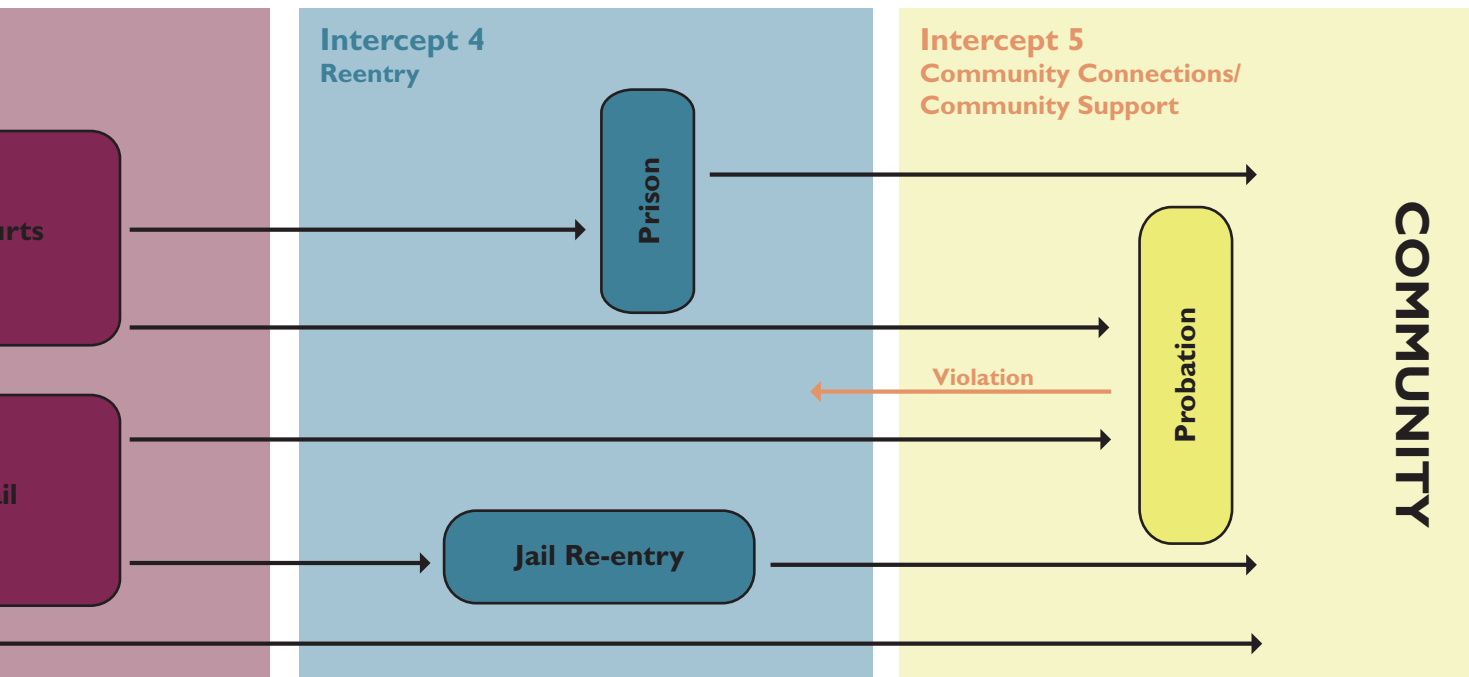 Intercept 4
Reentry
Intercept 5
Community Connections/
Community Support
Prison
Violation
Probation
Jail Re-entry
COMMUNITY